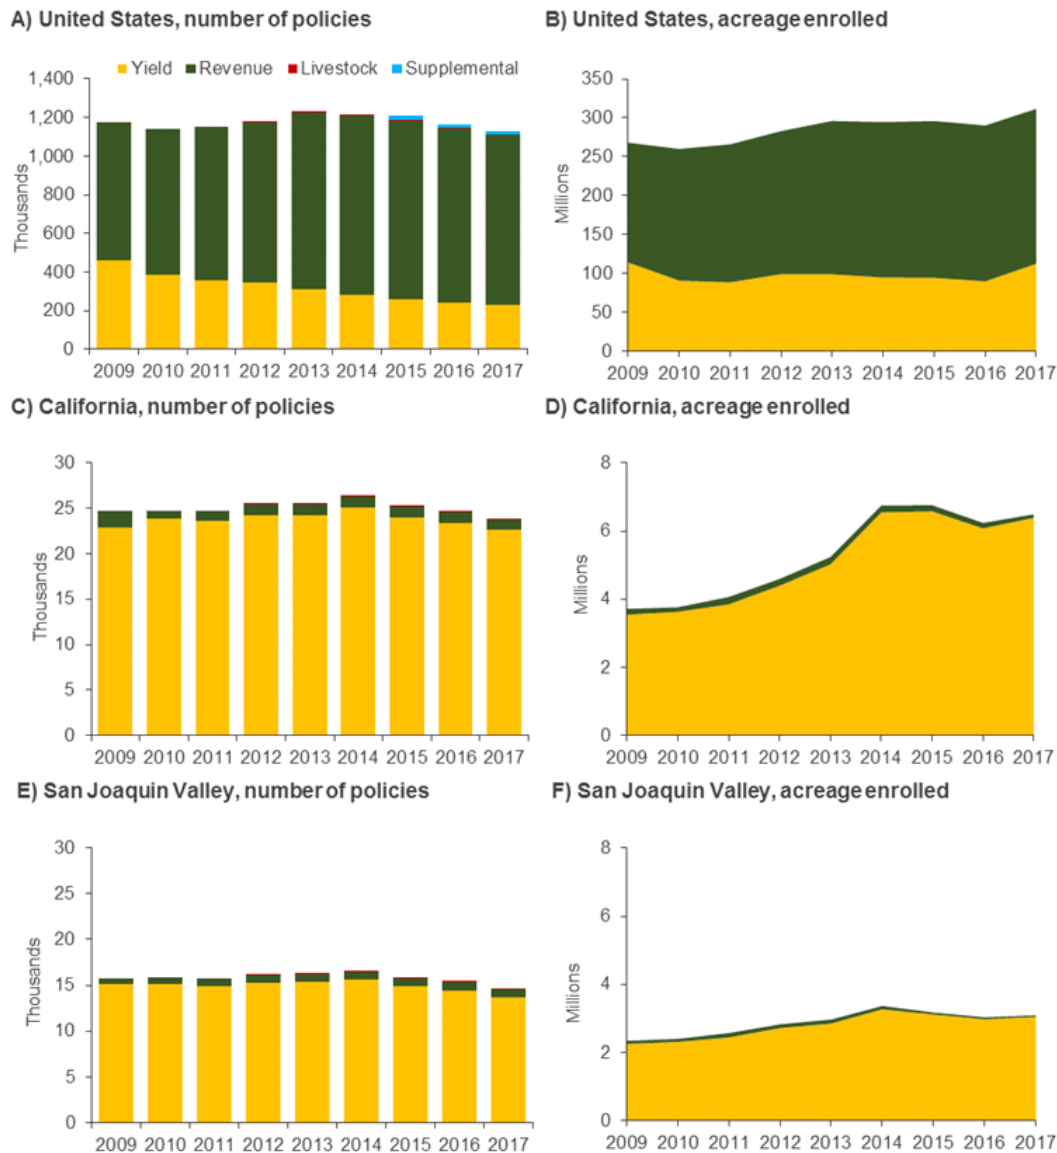 A) United States, number of policies
Yield Revenue Livestock Supplemental
1,400
1,200
1,000
800
600
400
200
0
Thousands
2009 2010 2011 2012 2013 2014 2015 2016 2017
B) United States, acreage enrolled
350
300
250
200
150
100
50
0
Millions
2009 2010 2011 2012 2013 2014 2015 2016 2017
C) California, number of policies
30
25
20
15
10
5
0
Thousands
2009 2010 2011 2012 2013 2014 2015 2016 2017
D) California, acreage enrolled
8
6
4
2
0
Millions
2009 2010 2011 2012 2013 2014 2015 2016 2017
E) San Joaquin Valley, number of policies
30
25
20
15
10
5
0
Thousands
2009 2010 2011 2012 2013 2014 2015 2016 2017
F) San Joaquin Valley, acreage enrolled
8
6
4
2
0
Millions
2009 2010 2011 2012 2013 2014 2015 2016 2017